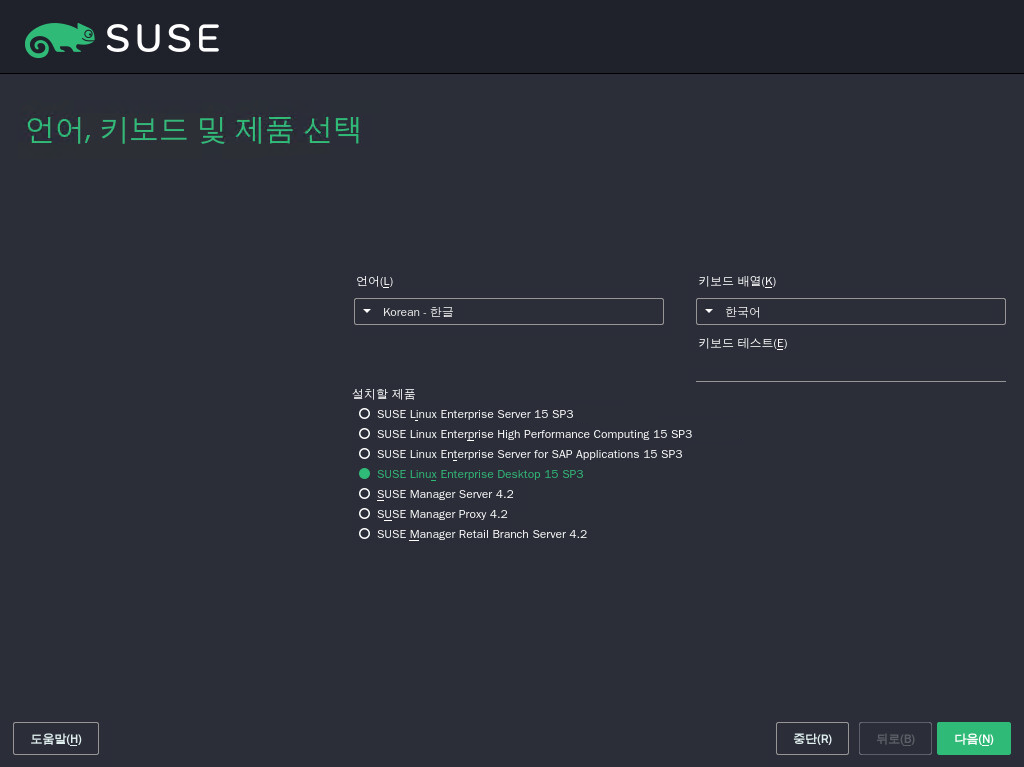 SUSE
언어, 키보드 및 제품 선택
언어(L)
키보드 배열(K)
Korean - 한글
한국어
키보드 테스트(E)
설치할 제품
SUSE Linux Enterprise Server 15 SP3
SUSE Linux Enterprise High Performance Computing 15 SP3
SUSE Linux Enterprise Server for SAP Applications 15 SP3
SUSE Linux Enterprise Desktop 15 SP3
SUSE Manager Server 4.2
SUSE Manager Proxy 4.2
SUSE Manager Retail Branch Server 4.2
도움말(H)
중단(R)
뒤로(B)
다음(N)